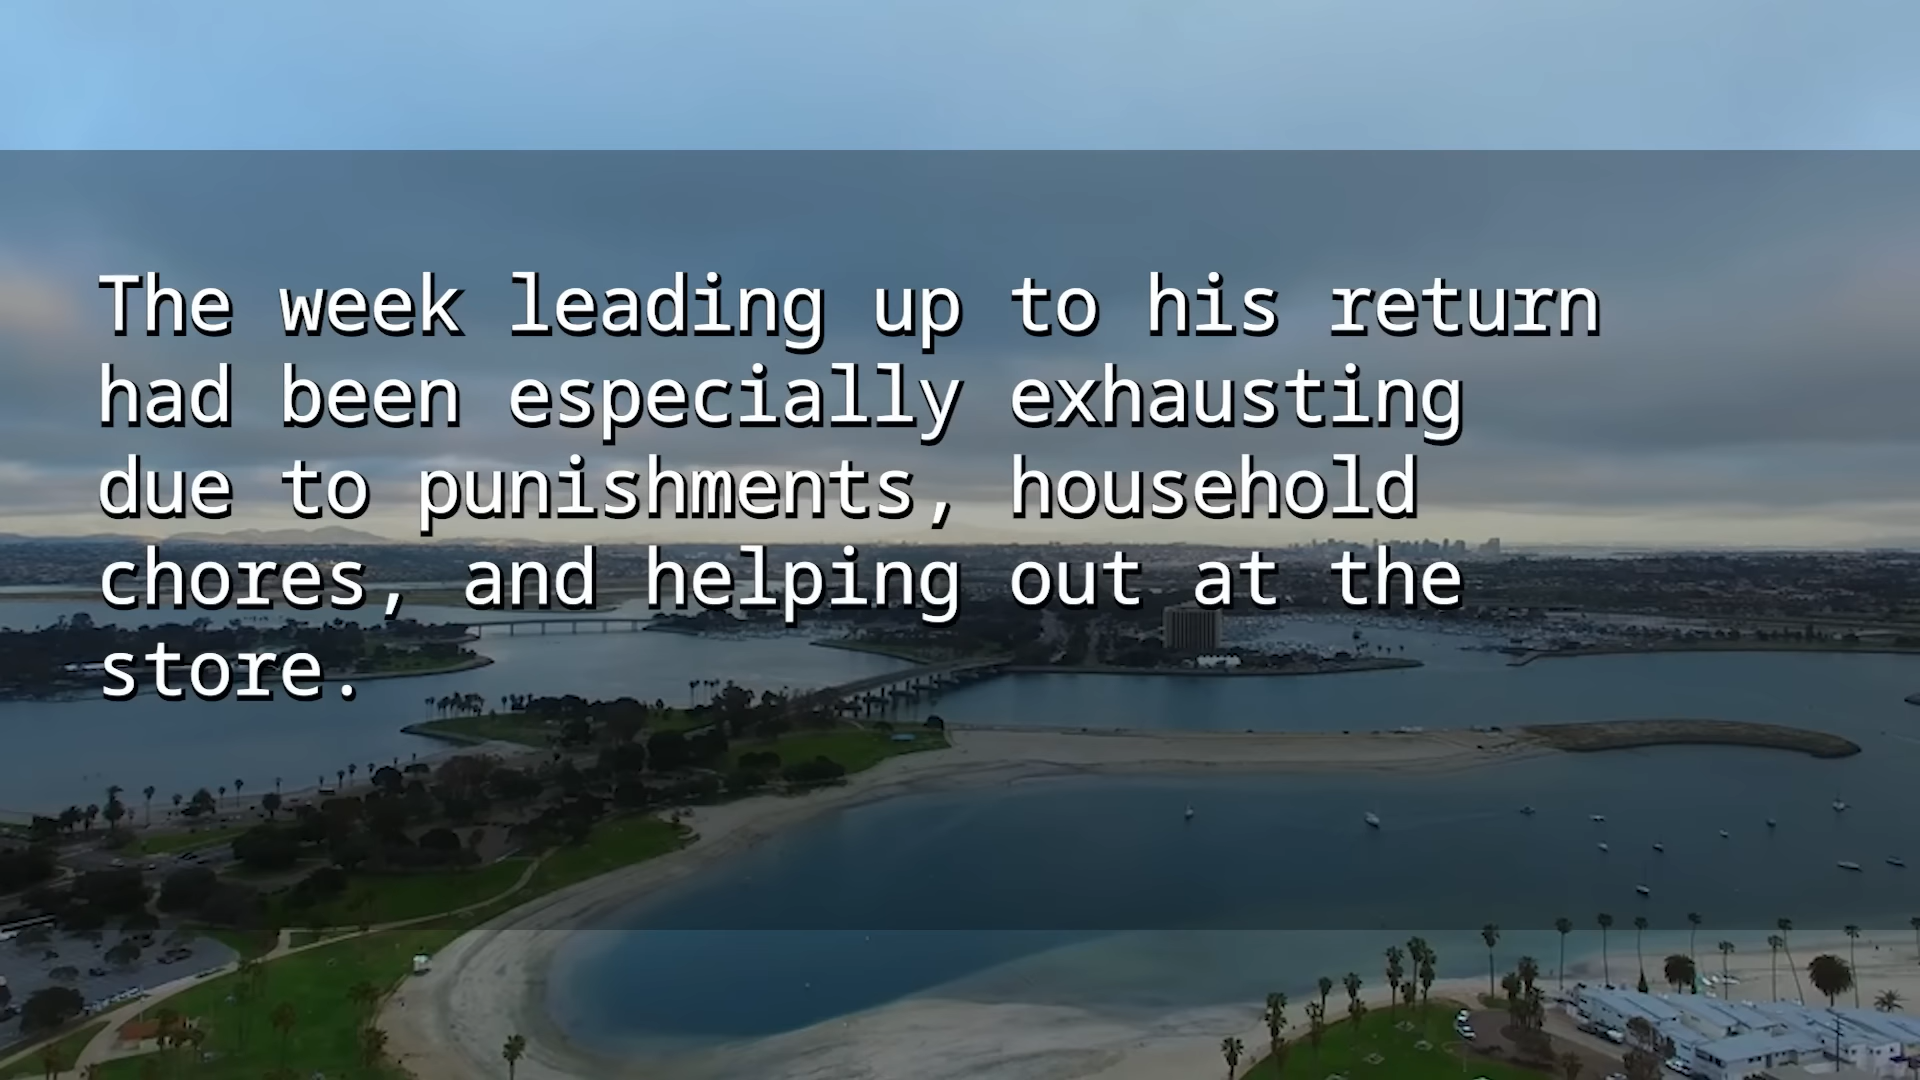 The week leading up to his return
had been especially exhausting
due to punishments, household
chores, and helping out at the
store.